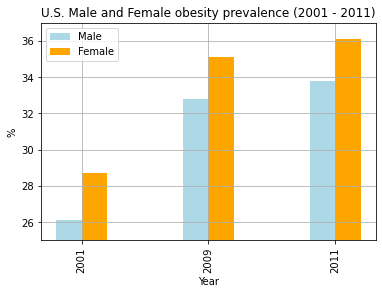 U.S. Male and Female obesity prevalence (2001 - 2011)
Male
Female
36
34
32
30
28
26
%
2001
2009
2011
Year